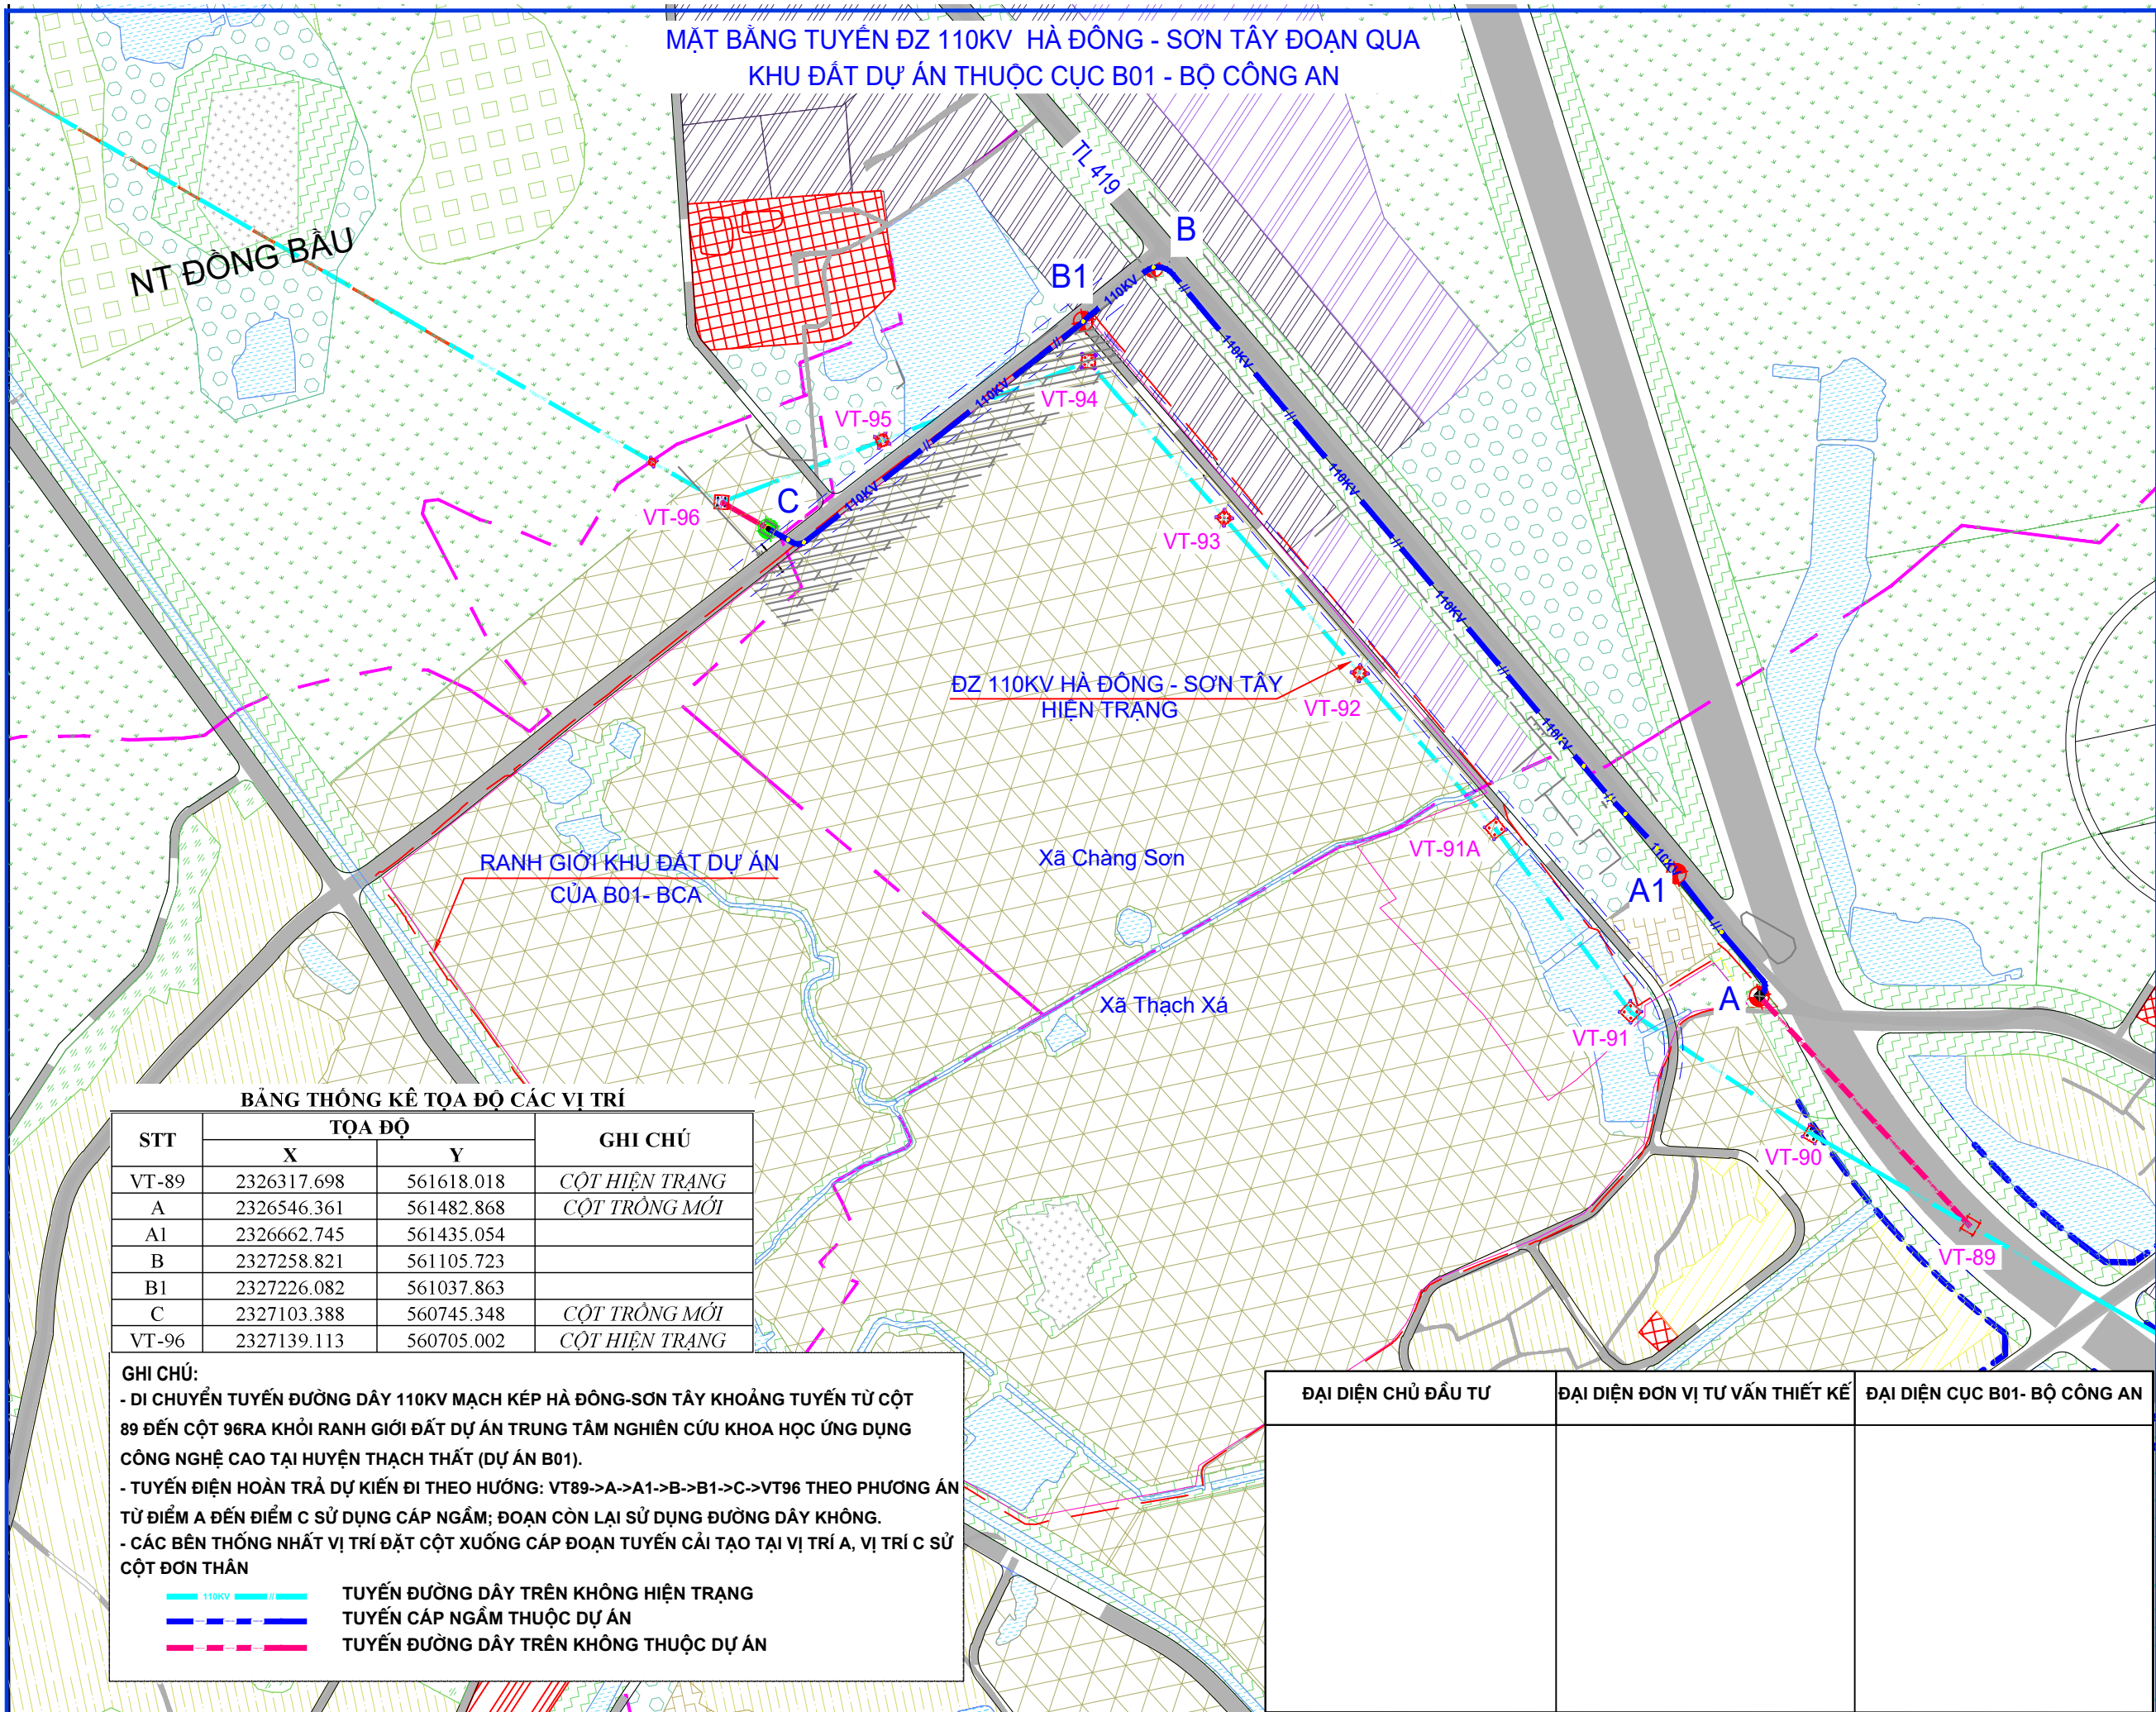 MẶT BẰNG TUYẾN ĐZ 110KV HÀ ĐÔNG - SƠN TÂY ĐOẠN QUA
KHU ĐẤT DỰ ÁN THUỘC CỤC B01 - BỘ CÔNG AN
TL 419
B
B1
110KV
NT ĐỒNG BẦU
110KV
VT-94
110KV
VT-95
110KV
110KV
C
VT-96
VT-93
110KV
ĐZ 110KV HÀ ĐÔNG - SƠN TÂY
HIỆN TRẠNG
VT-92
110KV
RANH GIỚI KHU ĐẤT DỰ ÁN
CỦA B01- BCA
Xã Chàng Sơn
VT-91A
110KV
A1
Xã Thạch Xá
A
VT-91
VT-90
VT-89
BẢNG THỐNG KÊ TỌA ĐỘ CÁC VỊ TRÍ
STT TỌA ĐỘ GHI CHÚ
X Y
VT-89 2326317.698 561618.018 CỘT HIỆN TRẠNG
A 2326546.361 561482.868 CỘT TRỒNG MỚI
A1 2326662.745 561435.054
B 2327258.821 561105.723
B1 2327226.082 561037.863
C 2327103.388 560745.348 CỘT TRỒNG MỚI
VT-96 2327139.113 560705.002 CỘT HIỆN TRẠNG
GHI CHÚ:
- DI CHUYỂN TUYẾN ĐƯỜNG DÂY 110KV MẠCH KÉP HÀ ĐÔNG-SƠN TÂY KHOẢNG TUYẾN TỪ CỘT
89 ĐẾN CỘT 96RA KHỎI RANH GIỚI ĐẤT DỰ ÁN TRUNG TÂM NGHIÊN CỨU KHOA HỌC ỨNG DỤNG
CÔNG NGHỆ CAO TẠI HUYỆN THẠCH THẤT (DỰ ÁN B01).
- TUYẾN ĐIỆN HOÀN TRẢ DỰ KIẾN ĐI THEO HƯỚNG: VT89->A->A1->B->B1->C->VT96 THEO PHƯƠNG ÁN
TỪ ĐIỂM A ĐẾN ĐIỂM C SỬ DỤNG CÁP NGẦM; ĐOẠN CÒN LẠI SỬ DỤNG ĐƯỜNG DÂY KHÔNG.
- CÁC BÊN THỐNG NHẤT VỊ TRÍ ĐẶT CỘT XUỐNG CÁP ĐOẠN TUYẾN CẢI TẠO TẠI VỊ TRÍ A, VỊ TRÍ C SỬ
CỘT ĐƠN THÂN
110KV TUYẾN ĐƯỜNG DÂY TRÊN KHÔNG HIỆN TRẠNG
TUYẾN CÁP NGẦM THUỘC DỰ ÁN
TUYẾN ĐƯỜNG DÂY TRÊN KHÔNG THUỘC DỰ ÁN
ĐẠI DIỆN CHỦ ĐẦU TƯ ĐẠI DIỆN ĐƠN VỊ TƯ VẤN THIẾT KẾ ĐẠI DIỆN CỤC B01- BỘ CÔNG AN